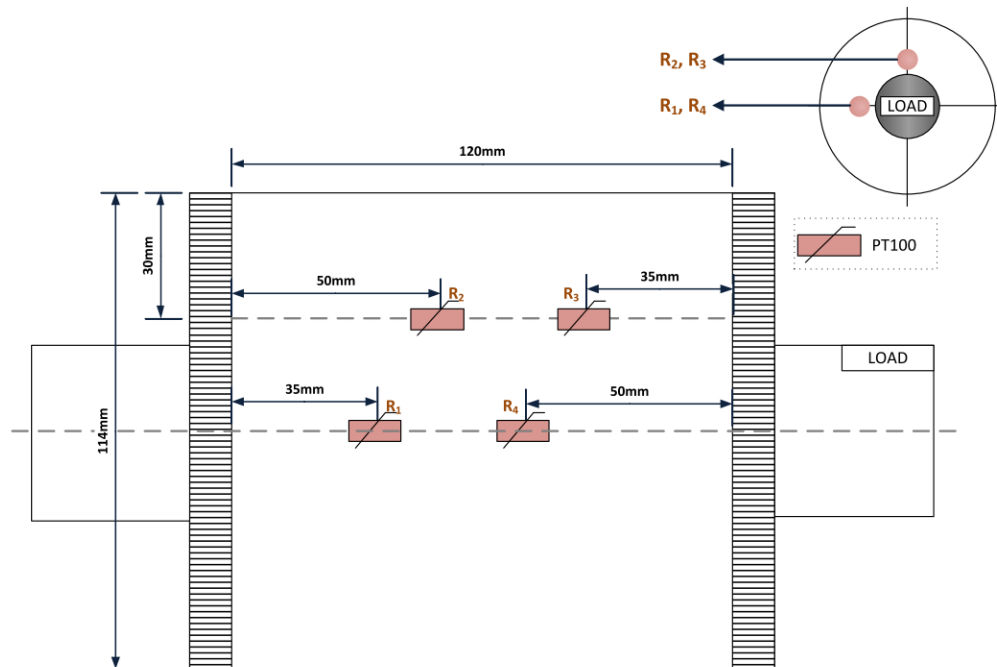 R2, R3
R1, R4
LOAD
120mm
PT100
30mm
50mm
R2
R3
35mm
LOAD
35mm
R1
R4
50mm
114mm